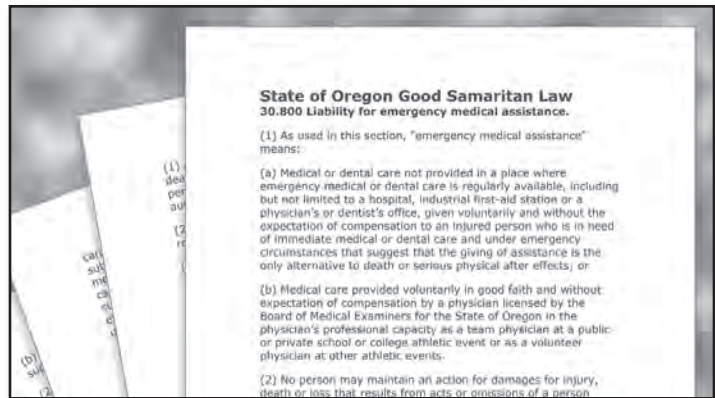 State of Oregon Good Samaritan Law
30.800 Liability for emergency medical assistance.
(1) As used in this section, "emergency medical assistance"
means:
(a) Medical or dental care not provided in a place where
emergency medical or dental care is regularly available, including
but not limited to a hospital, industrial first-aid station or a
physician's or dentist's office, given voluntarily and without the
expectation of compensation to an injured person who is in need
of immediate medical or dental care and under emergency
circumstances that suggest that the giving of assistance is the
only alternative to death or serious physical after effects; or
(b) Medical care provided voluntarily in good faith and without
expectation of compensation by a physician licensed by the
Board of Medical Examiners for the State of Oregon in the
physician's professional capacity as a team physician at a public
or private school or college athletic event or as a volunteer
physician at other athletic events.
(2) No person may maintain an action for damages for injury,
death or loss that results from acts or omissions of a person
(1)
(2
(b)
(2